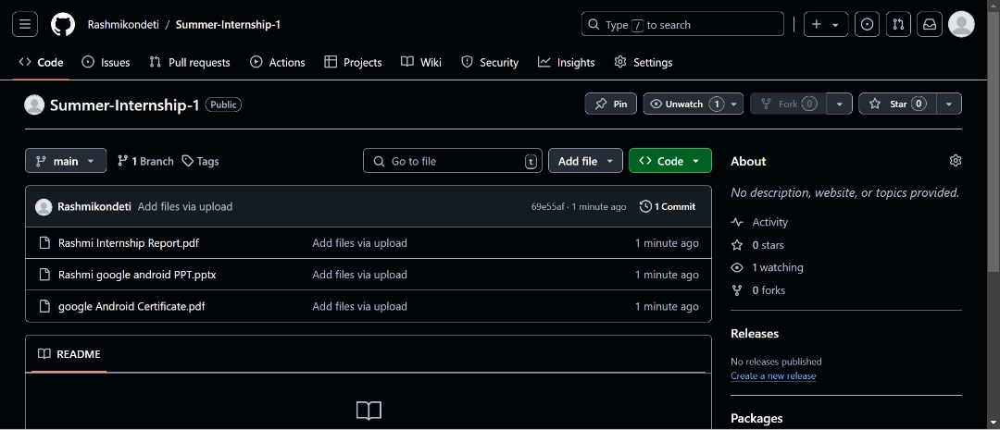 Rashmikondeti / Summer-Internship-1
Type / to search
Code Issues Pull requests Actions Projects Wiki Security Insights Settings
Summer-Internship-1 Public
Pin Unwatch 1 Fork 0 Star 0
main 1 Branch Tags Go to file t Add file <> Code
Rashmikondeti Add files via upload 69e55af · 1 minute ago 1 Commit
Rashmi Internship Report.pdf Add files via upload 1 minute ago
Rashmi google android PPT.pptx Add files via upload 1 minute ago
google Android Certificate.pdf Add files via upload 1 minute ago
README
About
No description, website, or topics provided.
Activity
0 stars
1 watching
0 forks
Releases
No releases published
Create a new release
Packages